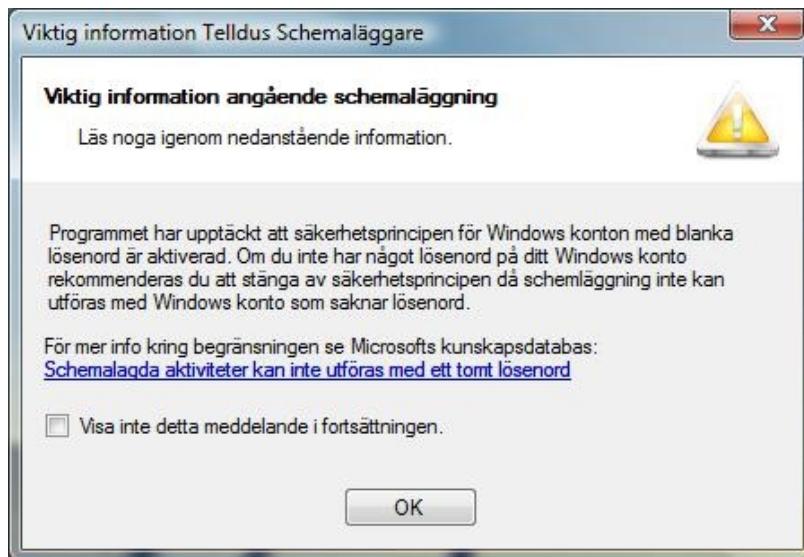 Viktig information Telldus Schemaläggare
Viktig information angående schemaläggning
Läs noga igenom nedanstående information.
Programmet har upptäckt att säkerhetsprincipen för Windows konton med blanka
lösenord är aktiverad. Om du inte har något lösenord på ditt Windows konto
rekommenderas du att stänga av säkerhetsprincipen då schemläggning inte kan
utföras med Windows konto som saknar lösenord.
För mer info kring begränsningen se Microsofts kunskapsdatabas:
Schemalagda aktiviteter kan inte utföras med ett tomt lösenord
Visa inte detta meddelande i fortsättningen.
OK